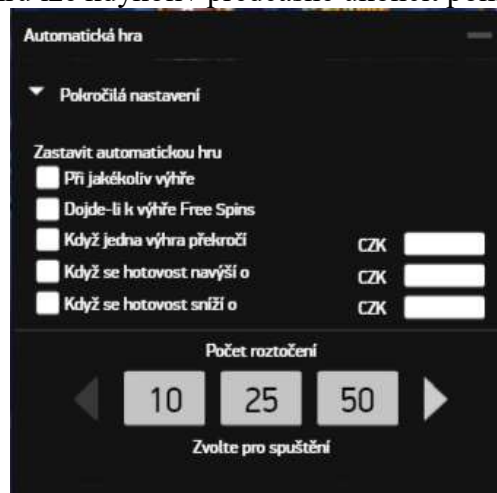 Automatická hra
Pokročilá nastavení
Zastavit automatickou hru
Při jakékoliv výhře
Dojde-li k výhře Free Spins
Když jedna výhra překročí CZK
Když se hotovost navýší o CZK
Když se hotovost sníží o CZK
Počet roztočení
10 25 50
Zvolte pro spuštění